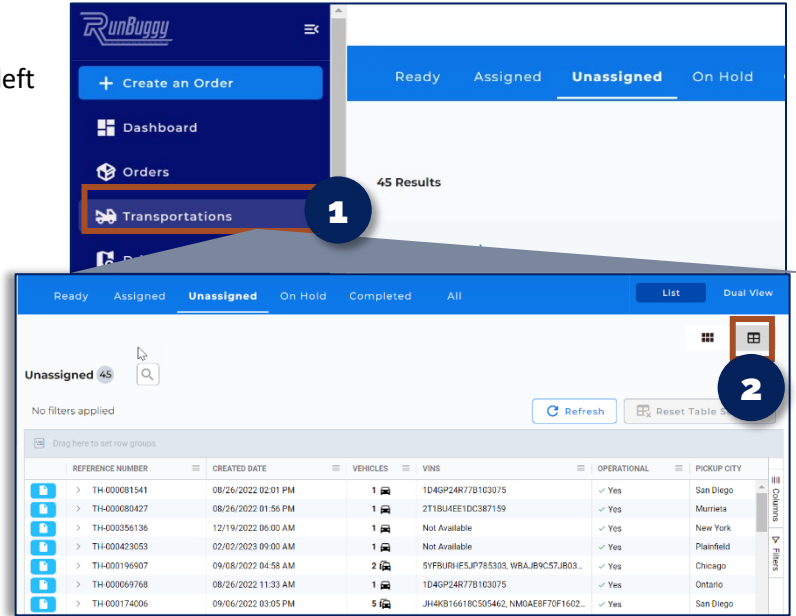 left
RunBuggy
+ Create an Order
Ready Assigned Unassigned On Hold
Dashboard
Orders
45 Results
Transportations
1
Ready Assigned Unassigned On Hold Completed All List Dual View
2
Unassigned 45
No filters applied
Refresh Reset Table
Drag here to set row groups
REFERENCE NUMBER CREATED DATE VEHICLES VINS OPERATIONAL PICKUP CITY
> TH-000081541 08/26/2022 02:01 PM 1 1D4GP24R77B103075 Yes San Diego
> TH-000080427 08/26/2022 01:56 PM 1 2T1BU4EE1DC387159 Yes Murrieta
> TH-000356136 12/19/2022 06:00 AM 1 Not Available Yes New York
> TH-000423053 02/02/2023 09:00 AM 1 Not Available Yes Plainfield
> TH-000196907 09/08/2022 04:58 AM 2 5YFBURHE5JP785303, WBAJB9C57JB03... Yes Chicago
> TH-000069768 08/26/2022 11:33 AM 1 1D4GP24R77B103075 Yes Ontario
> TH-000174006 09/06/2022 03:05 PM 5 JH4KB16618C505462, NM0AE8F70F1602... Yes San Diego
Columns
Filters